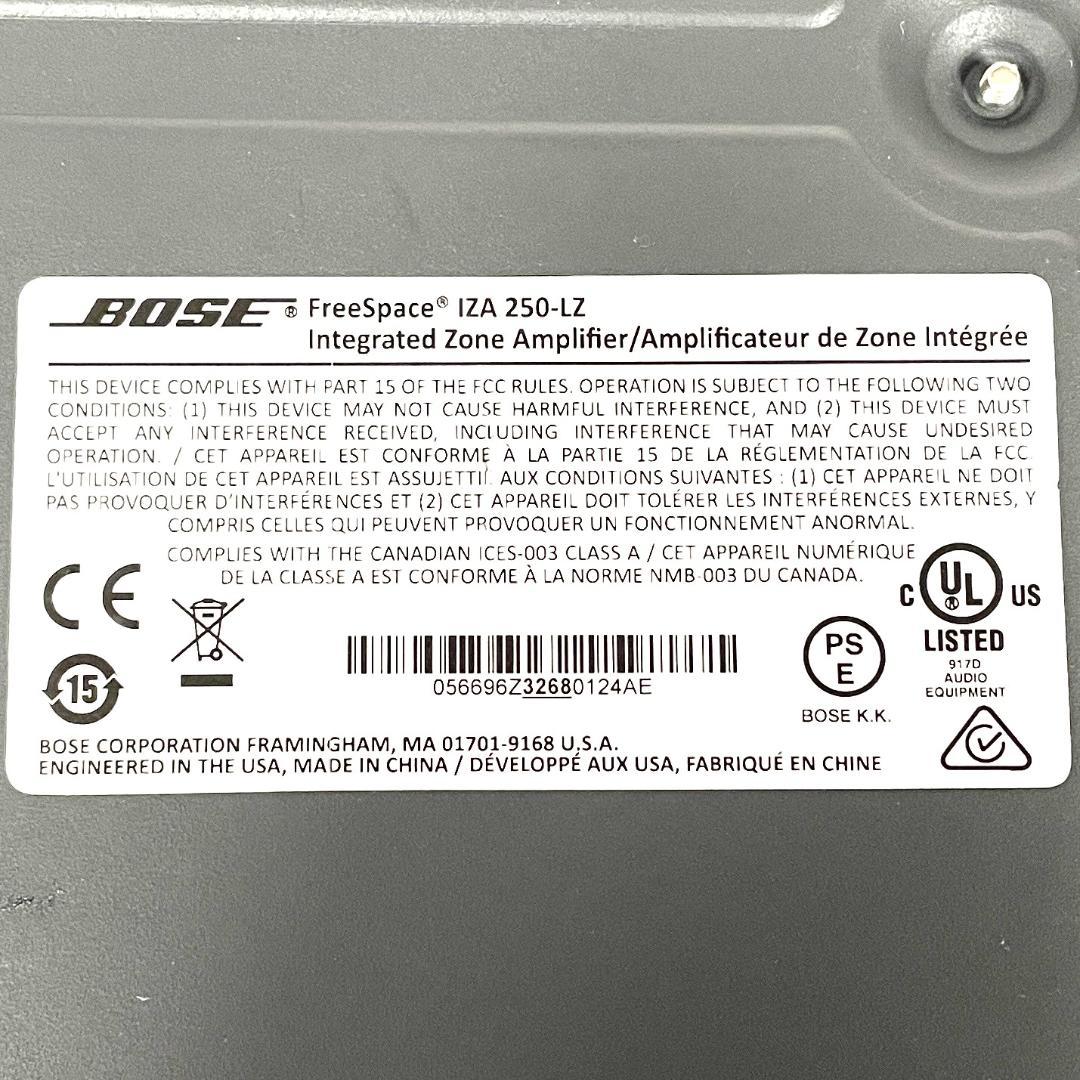 BOSE® FreeSpace® IZA 250-LZ
Integrated Zone Amplifier/Amplificateur de Zone Intégrée
THIS DEVICE COMPLIES WITH PART 15 OF THE FCC RULES. OPERATION IS SUBJECT TO THE FOLLOWING TWO
CONDITIONS: (1) THIS DEVICE MAY NOT CAUSE HARMFUL INTERFERENCE, AND (2) THIS DEVICE MUST
ACCEPT ANY INTERFERENCE RECEIVED, INCLUDING INTERFERENCE THAT MAY CAUSE UNDESIRED
OPERATION. / CET APPAREIL EST CONFORME À LA PARTIE 15 DE LA RÉGLEMENTATION DE LA FCC.
L'UTILISATION DE CET APPAREIL EST ASSUJETTIE AUX CONDITIONS SUIVANTES : (1) CET APPAREIL NE DOIT
PAS PROVOQUER D'INTERFÉRENCES ET (2) CET APPAREIL DOIT TOLÉRER LES INTERFÉRENCES EXTERNES, Y
COMPRIS CELLES QUI PEUVENT PROVOQUER UN FONCTIONNEMENT ANORMAL.
COMPLIES WITH THE CANADIAN ICES-003 CLASS A / CET APPAREIL NUMÉRIQUE
DE LA CLASSE A EST CONFORME À LA NORME NMB-003 DU CANADA.
CE
C UL® US
LISTED
917D
AUDIO
EQUIPMENT
PS
E
BOSE K.K.
15
056696Z32680124AE
BOSE CORPORATION FRAMINGHAM, MA 01701-9168 U.S.A.
ENGINEERED IN THE USA, MADE IN CHINA / DÉVELOPPÉ AUX USA, FABRIQUÉ EN CHINE